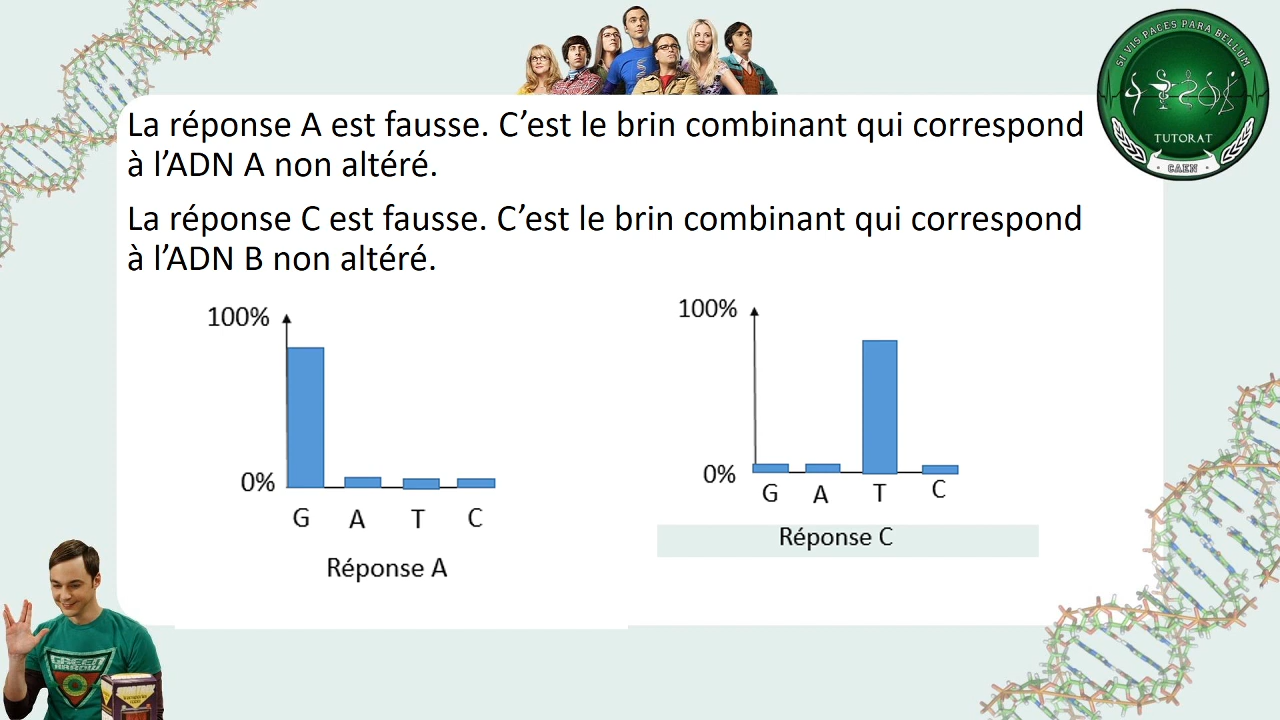 SI VIS PACES PARA BELLUM
TUTORAT
CAEN
La réponse A est fausse. C’est le brin combinant qui correspond
à l’ADN A non altéré.
La réponse C est fausse. C’est le brin combinant qui correspond
à l’ADN B non altéré.
100%
0%
G A T C
Réponse A
100%
0%
G A T C
Réponse C
GREEN
ARROW